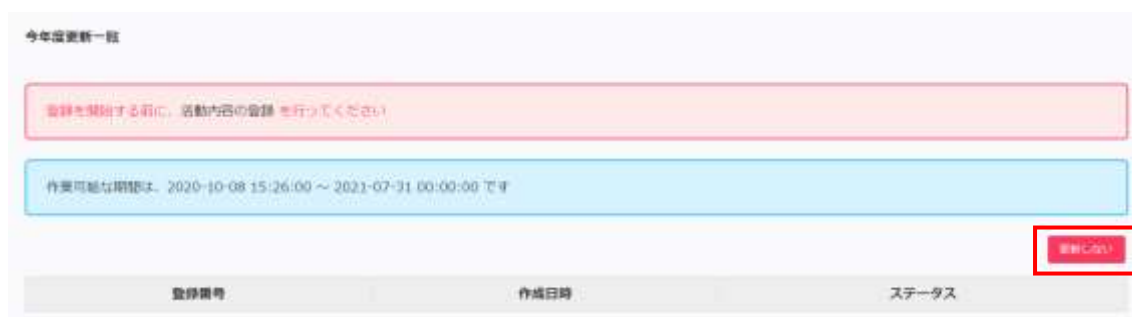 今年度更新一覧
登録を開始する前に、活動内容の登録 を行ってください
作業可能な期間は、2020-10-08 15:26:00 ~ 2021-07-31 00:00:00 です
更新しない
登録番号 作成日時 ステータス